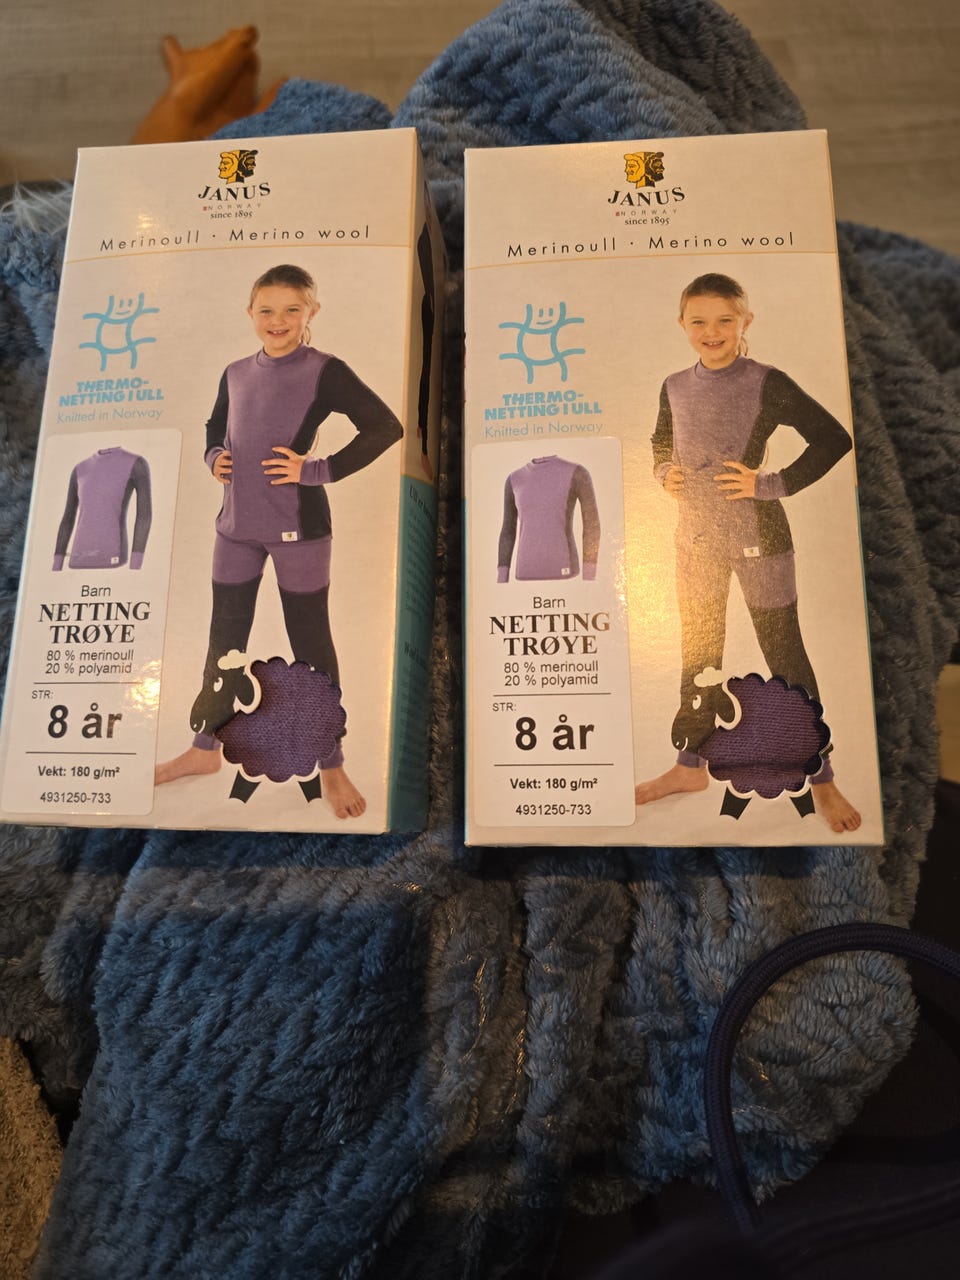 JANUS
NORWAY
since 1895
Merinoull · Merino wool
THERMO-
NETTING I ULL
Knitted in Norway
Barn
NETTING
TRØYE
80 % merinoull
20 % polyamid
STR:
8 år
Vekt: 180 g/m²
4931250-733
JANUS
NORWAY
since 1895
Merinoull · Merino wool
THERMO-
NETTING I ULL
Knitted in Norway
Barn
NETTING
TRØYE
80 % merinoull
20 % polyamid
STR:
8 år
Vekt: 180 g/m²
4931250-733